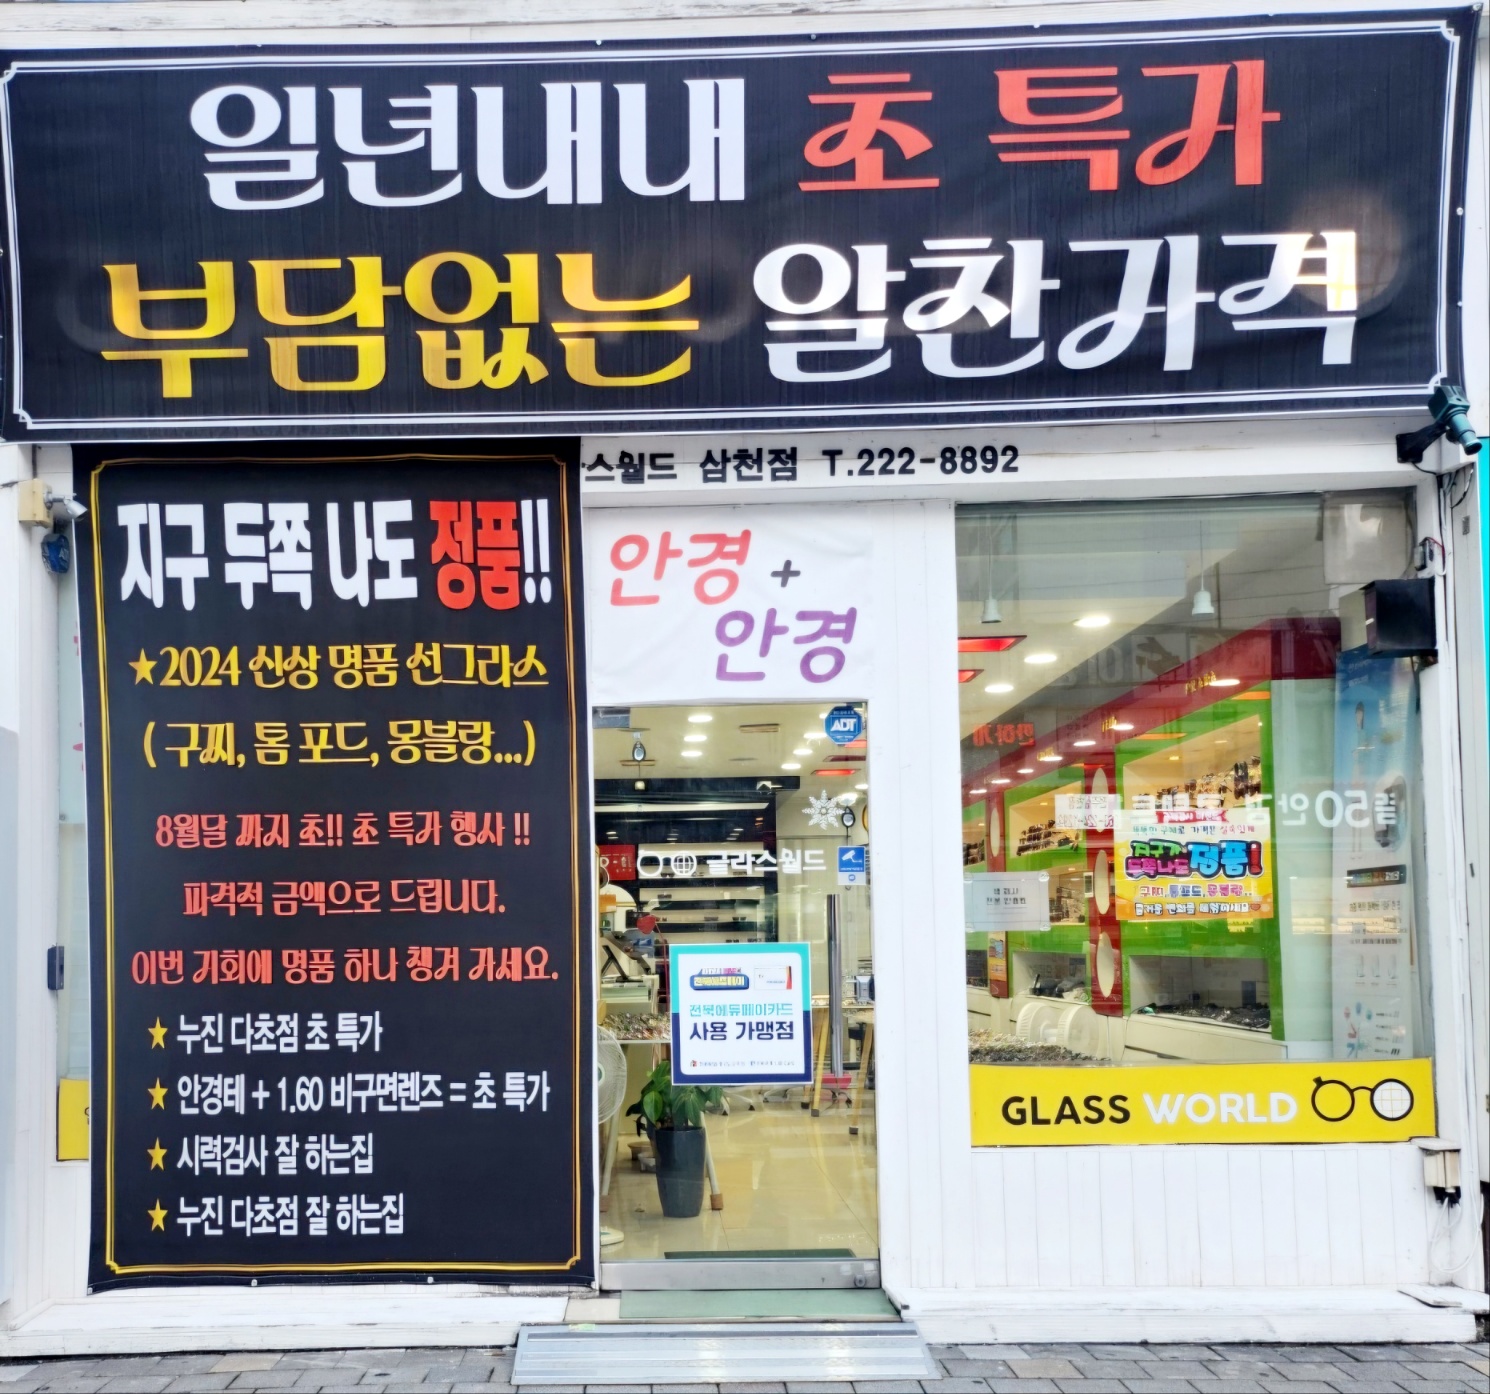 일년내내 초 특가
부담없는 알찬가격
스월드 삼천점 T.222-8892
지구 두쪽 나도 정품!!
★2024 신상 명품 선그라스
( 구찌, 톰 포드, 몽블랑...)
8월달 까지 초!! 초 특가 행사 !!
파격적 금액으로 드립니다.
이번 기회에 명품 하나 챙겨 가세요.
★ 누진 다초점 초 특가
★ 안경테 + 1.60 비구면렌즈 = 초 특가
★ 시력검사 잘 하는집
★ 누진 다초점 잘 하는집
안경 +
안경
ADT
글라스월드
전북에듀페이카드
사용 가맹점
지구가
두쪽나도 정품!
구찌, 톰포드, 몽블랑..
GLASS WORLD